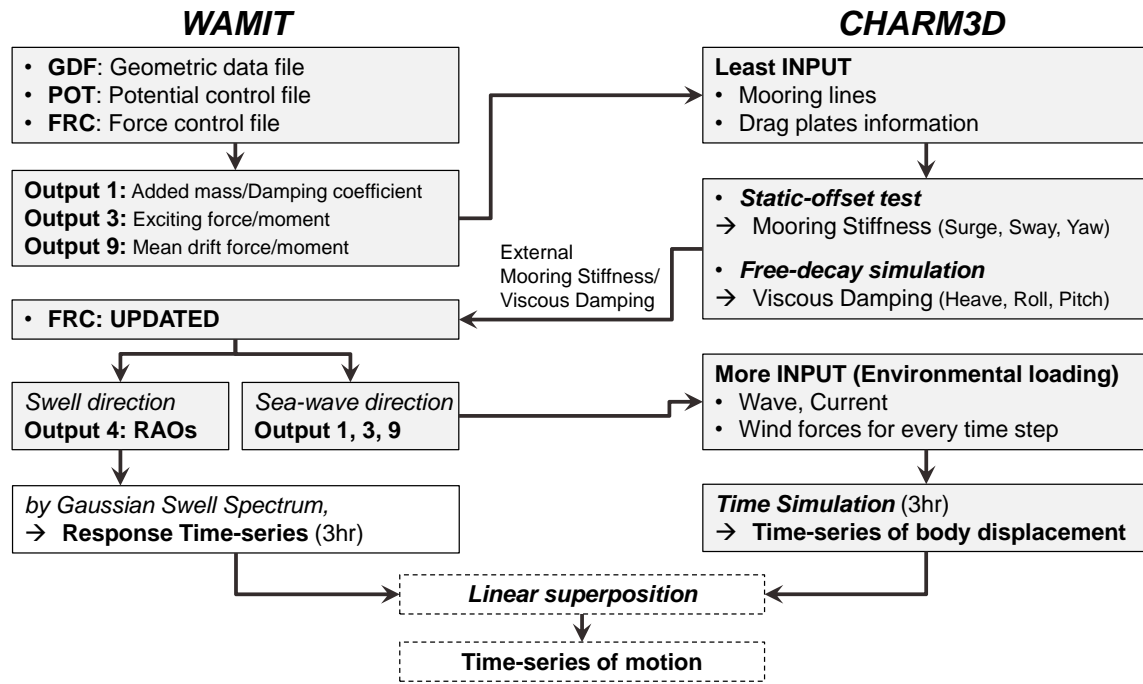 WAMIT
• GDF: Geometric data file
• POT: Potential control file
• FRC: Force control file
Output 1: Added mass/Damping coefficient
Output 3: Exciting force/moment
Output 9: Mean drift force/moment
• FRC: UPDATED
Swell direction
Output 4: RAOs
Sea-wave direction
Output 1, 3, 9
by Gaussian Swell Spectrum,
→ Response Time-series (3hr)
External
Mooring Stiffness/
Viscous Damping
CHARM3D
Least INPUT
• Mooring lines
• Drag plates information
• Static-offset test
→ Mooring Stiffness (Surge, Sway, Yaw)
• Free-decay simulation
→ Viscous Damping (Heave, Roll, Pitch)
More INPUT (Environmental loading)
• Wave, Current
• Wind forces for every time step
Time Simulation (3hr)
→ Time-series of body displacement
Linear superposition
Time-series of motion